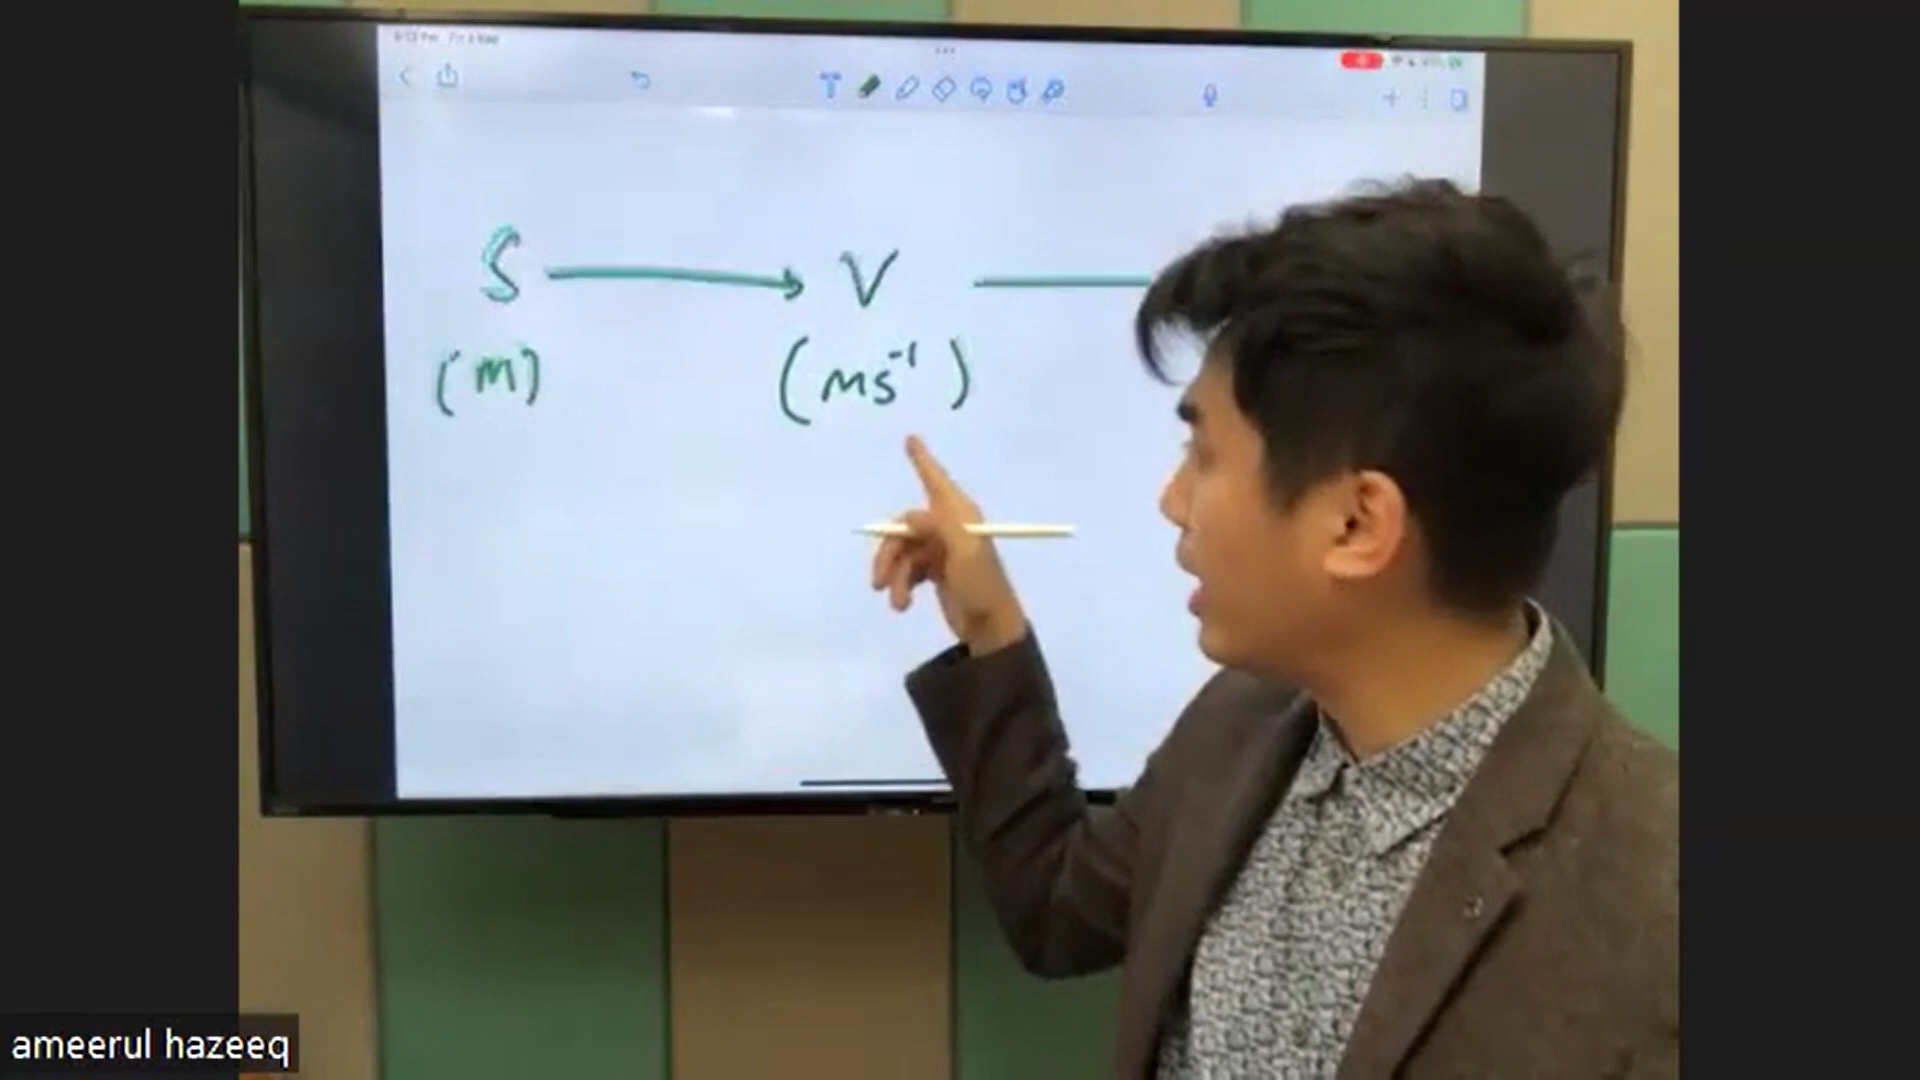 S → V
(m) (ms⁻¹)
ameerul hazeeq